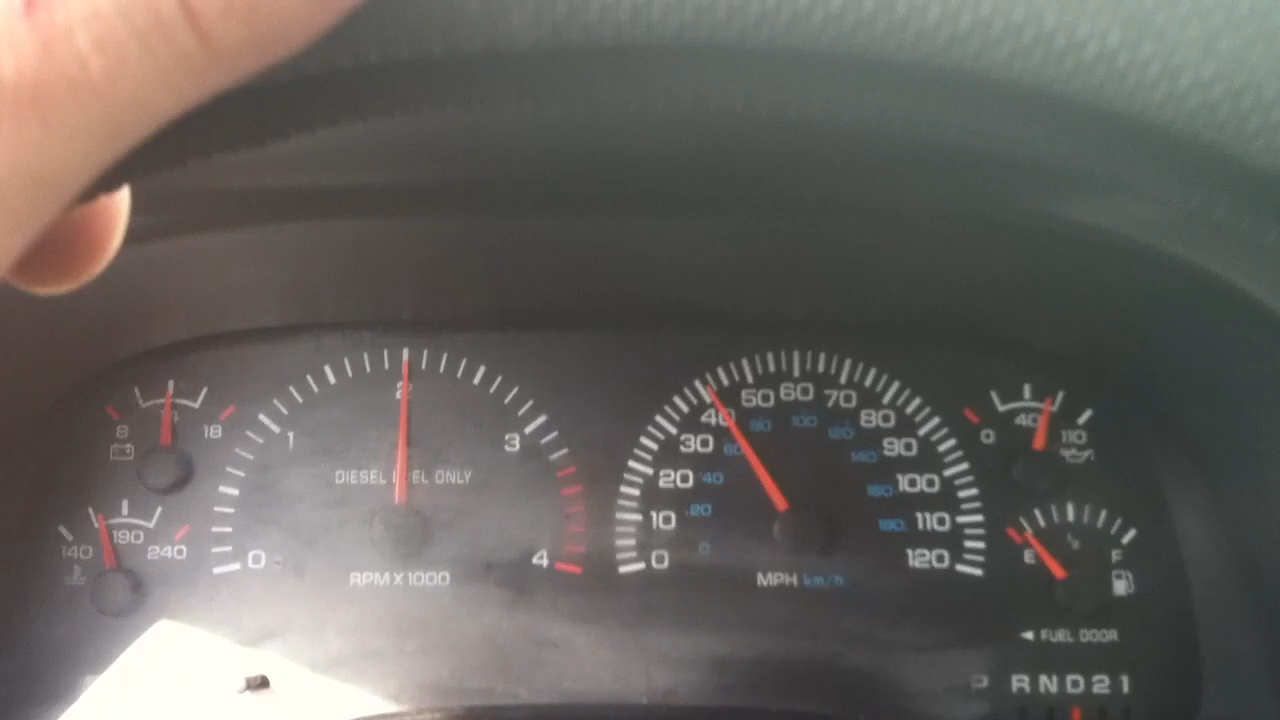 8 14 18
140 190 240
0 1 2 3 4
DIESEL FUEL ONLY
RPM X 1000
0 10 20 30 40 50 60 70 80 90 100 110 120
0 20 40 60 80 100 120 140 160 180
MPH km/h
0 40 110
E F
◄ FUEL DOOR
P R N D 2 1